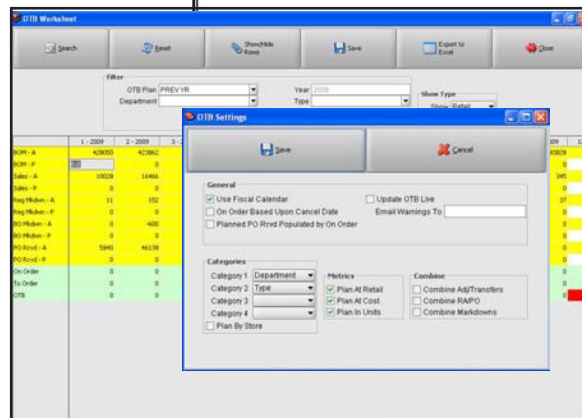 OTB Worksheet
Search Reset Show/Hide Rows Save Export to Excel Close
Filter
OTB Plan PREV YR Year 2009
Department Type
Show Type
Show Retail
OTB Settings
Save Cancel
General
Use Fiscal Calendar Update OTB Live
On Order Based Upon Cancel Date Email Warnings To
Planned PO Rcvd Populated by On Order
Categories
Category 1 Department
Category 2 Type
Category 3
Category 4
Plan By Store
Metrics
Plan At Retail
Plan At Cost
Plan In Units
Combine
Combine Adj/Transfers
Combine RA/PO
Combine Markdowns
1 - 2009 2 - 2009
BOM - A 428050 423862
BOM - P 0
Sales - A 10028 16466
Sales - P 0 0
Reg Mkdwn - A 11 152
Reg Mkdwn - P 0 0
BO Mkdwn - A 0 -600
BO Mkdwn - P 0 0
PO Rcvd - A 5840 46138
PO Rcvd - P 0 0
On Order 0 0
To Order 0 0
OTB 0 0